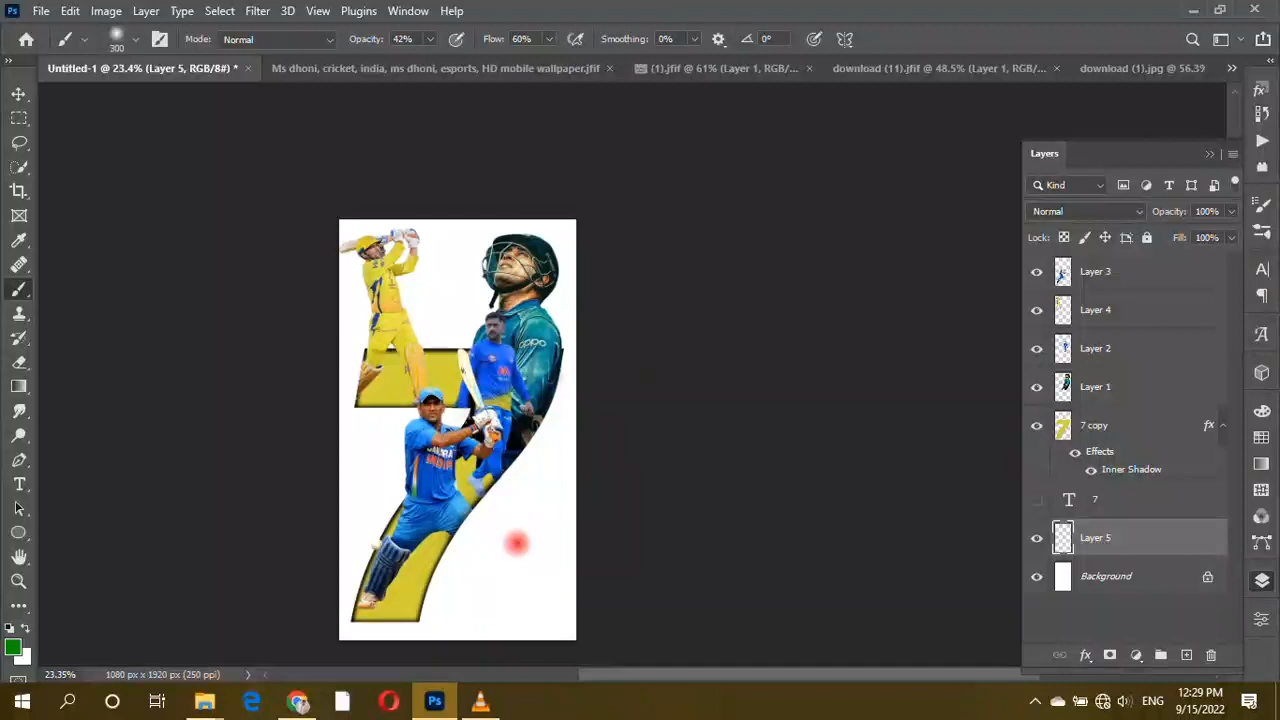 Ps File Edit Image Layer Type Select Filter 3D View Plugins Window Help
300 Mode: Normal Opacity: 42% Flow: 60% Smoothing: 0% 0°
Untitled-1 @ 23.4% (Layer 5, RGB/8#) * × Ms dhoni, cricket, india, ms dhoni, esports, HD mobile wallpaper.jfif × (1).jfif @ 61% (Layer 1, RGB/... × download (11).jfif @ 48.5% (Layer 1, RGB/... × download (1).jpg @ 56.39
Layers
Kind
Normal Opacity: 100%
Lock: Fill: 100%
Layer 3
Layer 4
Layer 2
Layer 1
7 copy fx
Effects
Inner Shadow
T 7
Layer 5
Background
oppo
INDIA
23.35% 1080 px x 1920 px (250 ppi)
Ps ENG 12:29 PM
9/15/2022